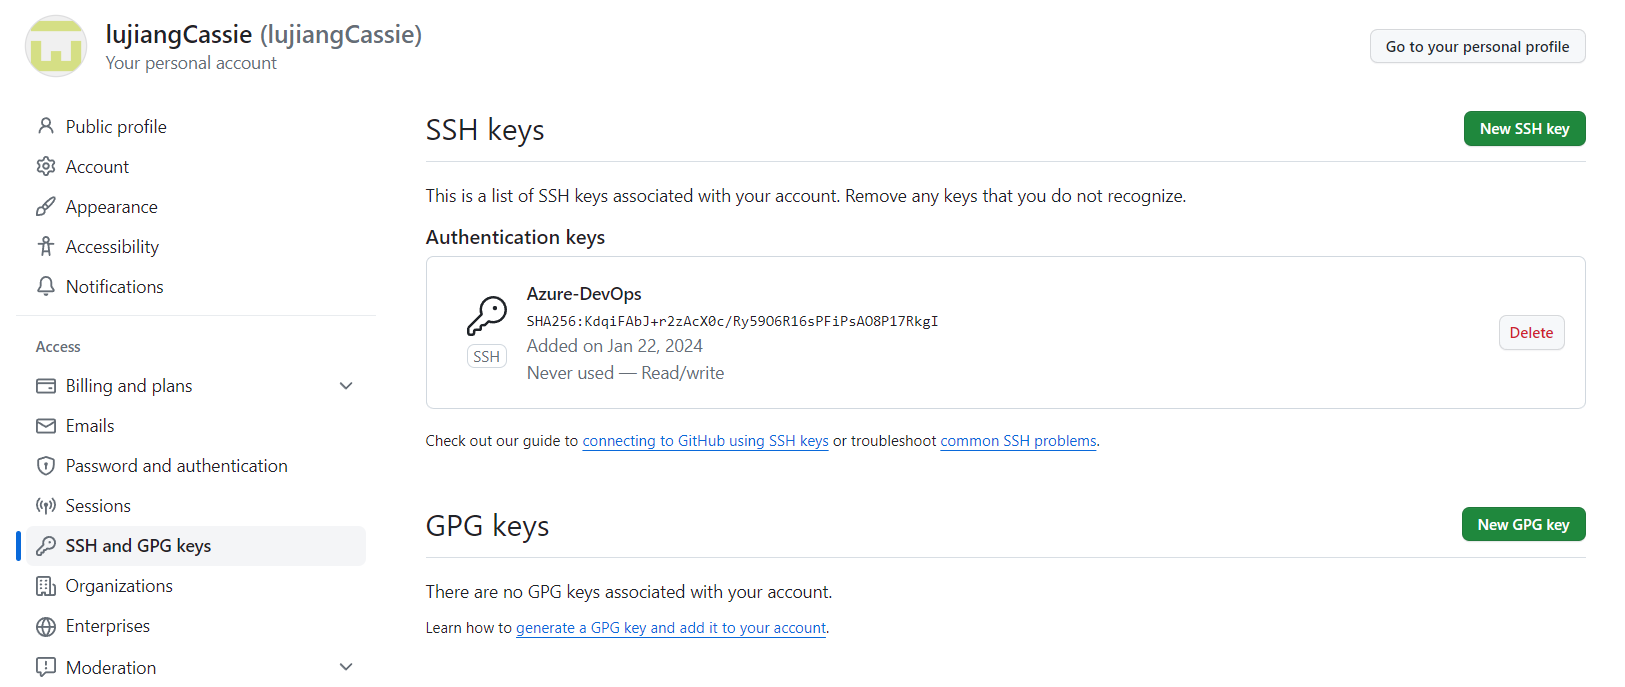 lujiangCassie (lujiangCassie)
Your personal account
Go to your personal profile
Public profile
Account
Appearance
Accessibility
Notifications
Access
Billing and plans
Emails
Password and authentication
Sessions
SSH and GPG keys
Organizations
Enterprises
Moderation
SSH keys
New SSH key
This is a list of SSH keys associated with your account. Remove any keys that you do not recognize.
Authentication keys
Azure-DevOps
SHA256:KdqiFAbJ+r2zAcX0c/Ry59O6R16sPFiPsAO8P17RkgI
SSH
Added on Jan 22, 2024
Never used — Read/write
Delete
Check out our guide to connecting to GitHub using SSH keys or troubleshoot common SSH problems.
GPG keys
New GPG key
There are no GPG keys associated with your account.
Learn how to generate a GPG key and add it to your account.